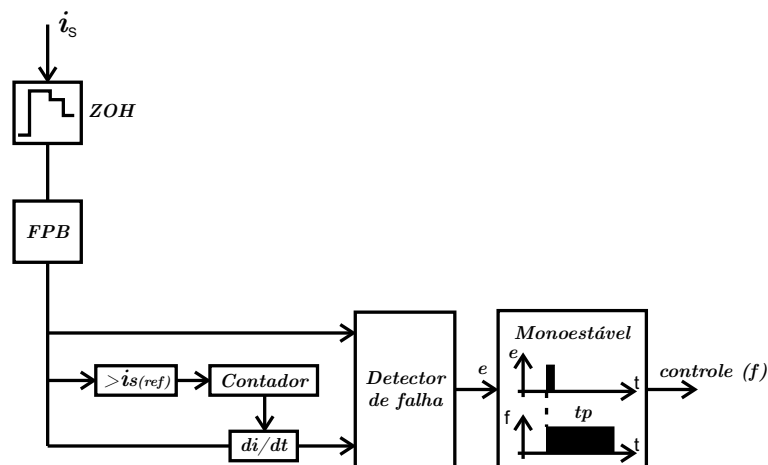 is
ZOH
FPB
>is(ref)
Contador
di/dt
Detector
de falha
e
Monoestável
e
t
tp
f
t
controle (f)